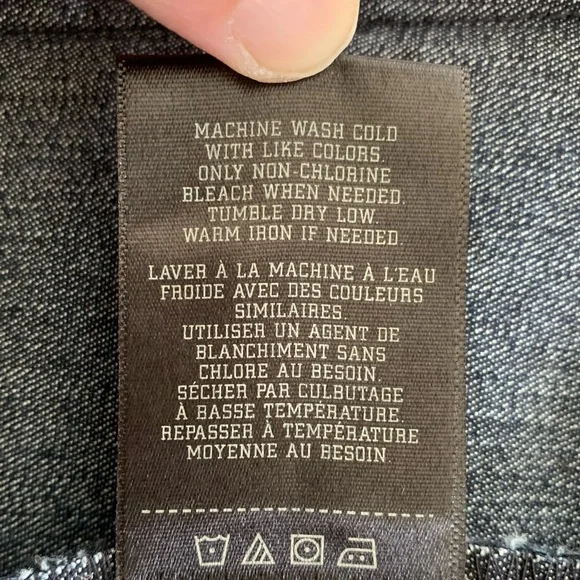 MACHINE WASH COLD
WITH LIKE COLORS.
ONLY NON-CHLORINE
BLEACH WHEN NEEDED.
TUMBLE DRY LOW.
WARM IRON IF NEEDED.
LAVER À LA MACHINE À L'EAU
FROIDE AVEC DES COULEURS
SIMILAIRES.
UTILISER UN AGENT DE
BLANCHIMENT SANS
CHLORE AU BESOIN.
SÉCHER PAR CULBUTAGE
À BASSE TEMPÉRATURE.
REPASSER À TEMPÉRATURE
MOYENNE AU BESOIN.